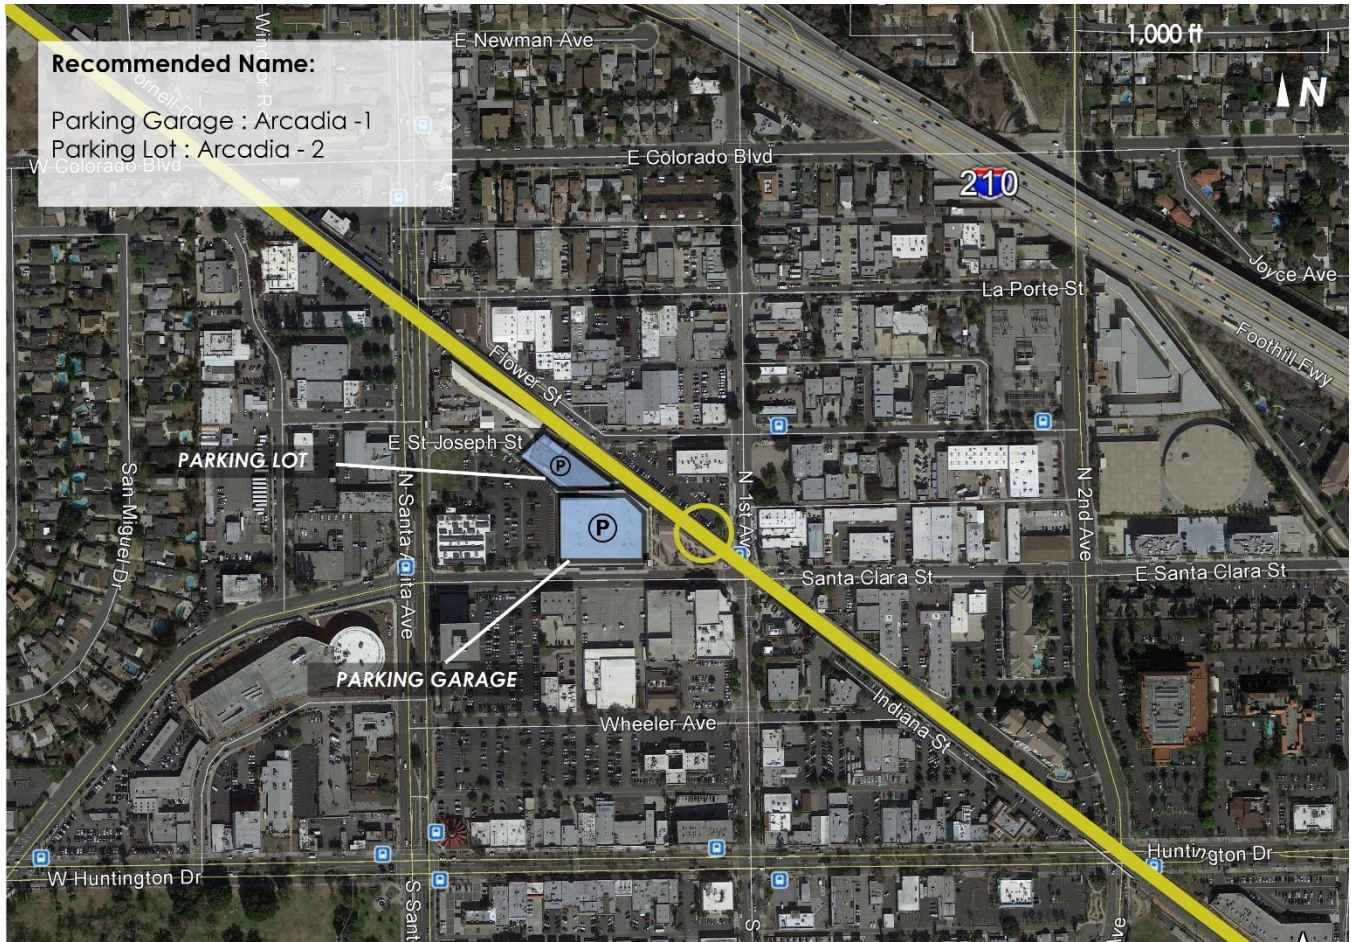 Recommended Name:
Parking Garage : Arcadia -1
Parking Lot : Arcadia - 2
E Newman Ave
1,000 ft
N
W Colorado Blvd
E Colorado Blvd
210
Joyce Ave
La Porte St
Foothill Fwy
Flower St
E St Joseph St
PARKING LOT
P
P
San Miguel Dr
N Santa Anita Ave
N 1st Ave
N 2nd Ave
Santa Clara St
E Santa Clara St
PARKING GARAGE
Wheeler Ave
Indiana St
Huntington Dr
W Huntington Dr
S Sant
S
Ave